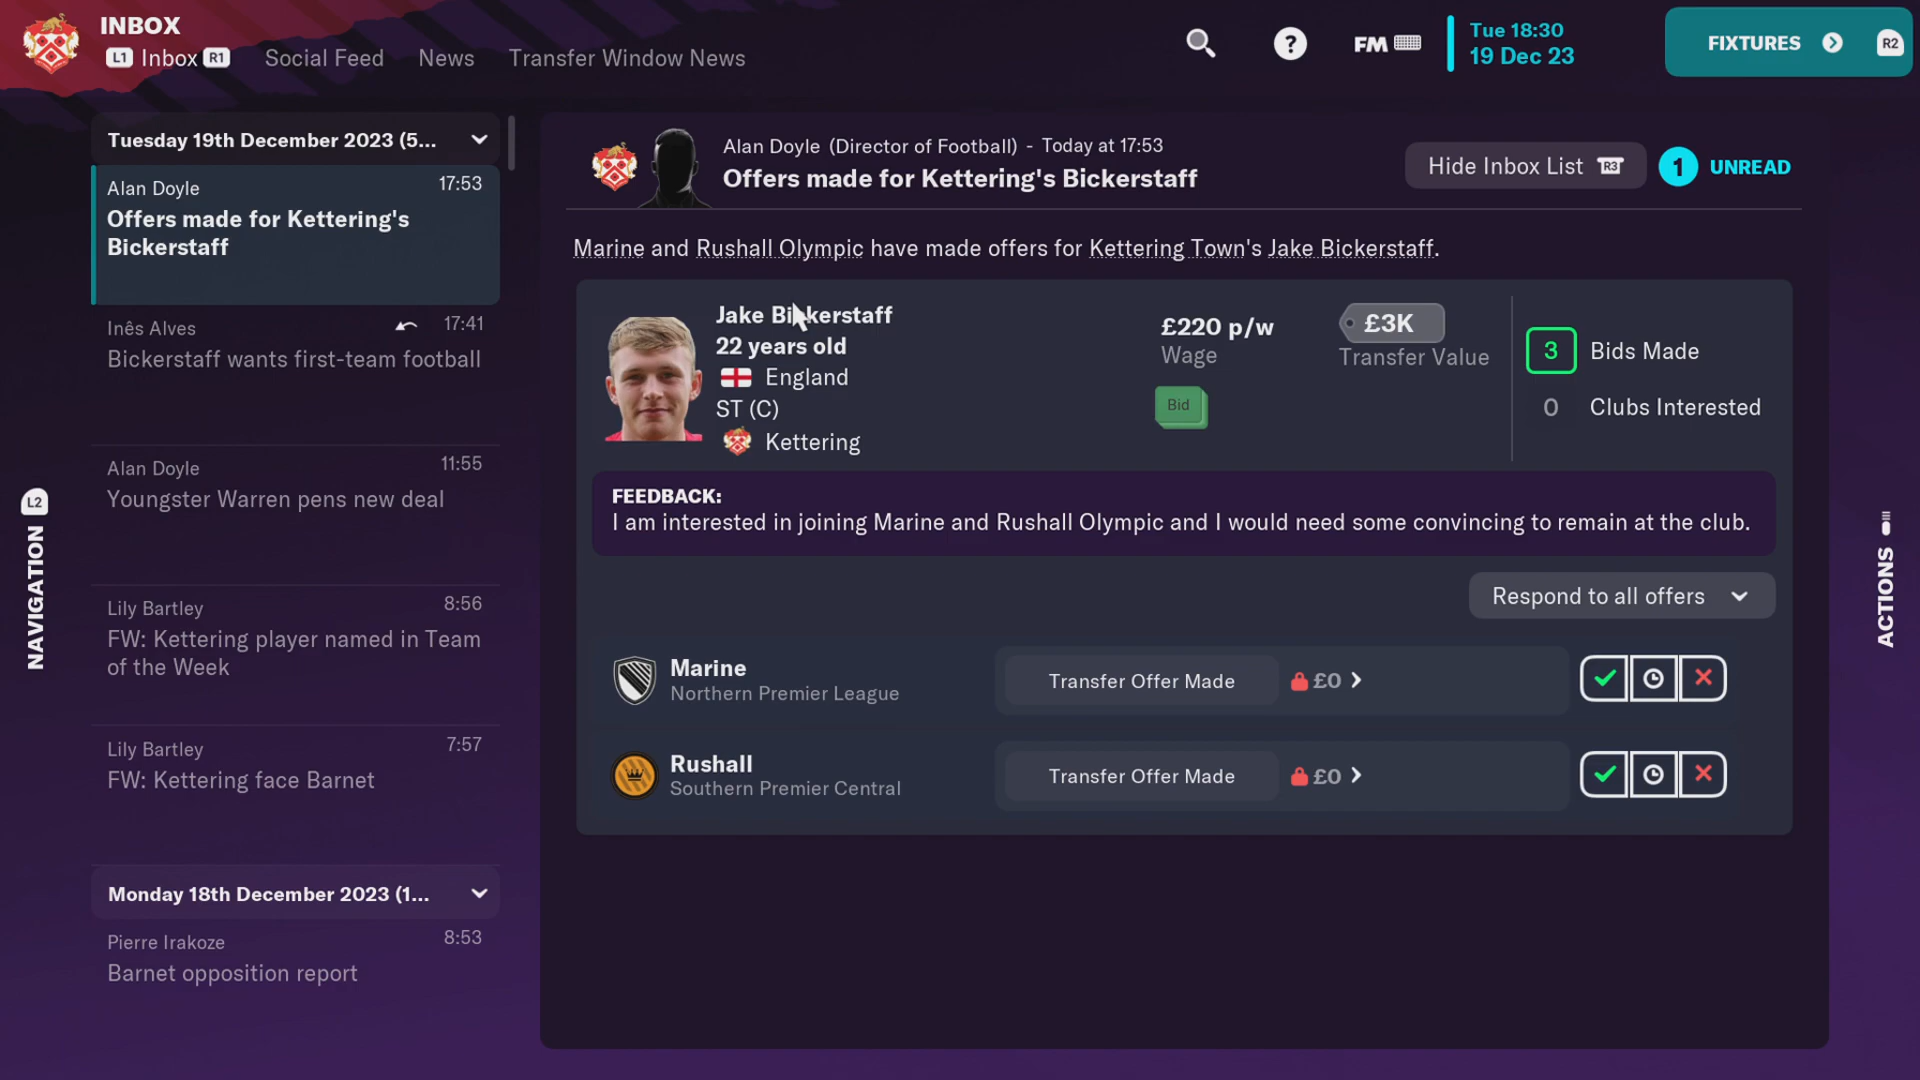 INBOX
L1 Inbox R1 Social Feed News Transfer Window News
FM
Tue 18:30
19 Dec 23
FIXTURES R2
Tuesday 19th December 2023 (5...
Alan Doyle 17:53
Offers made for Kettering's
Bickerstaff
Inês Alves 17:41
Bickerstaff wants first-team football
Alan Doyle 11:55
Youngster Warren pens new deal
Lily Bartley 8:56
FW: Kettering player named in Team
of the Week
Lily Bartley 7:57
FW: Kettering face Barnet
Monday 18th December 2023 (1...
Pierre Irakoze 8:53
Barnet opposition report
L2
NAVIGATION
Alan Doyle (Director of Football) - Today at 17:53
Offers made for Kettering's Bickerstaff
Hide Inbox List R3
1 UNREAD
Marine and Rushall Olympic have made offers for Kettering Town's Jake Bickerstaff.
Jake Bickerstaff
22 years old
England
ST (C)
Kettering
£220 p/w
Wage
Bid
£3K
Transfer Value
3 Bids Made
0 Clubs Interested
FEEDBACK:
I am interested in joining Marine and Rushall Olympic and I would need some convincing to remain at the club.
Respond to all offers
Marine
Northern Premier League
Transfer Offer Made £0
Rushall
Southern Premier Central
Transfer Offer Made £0
ACTIONS